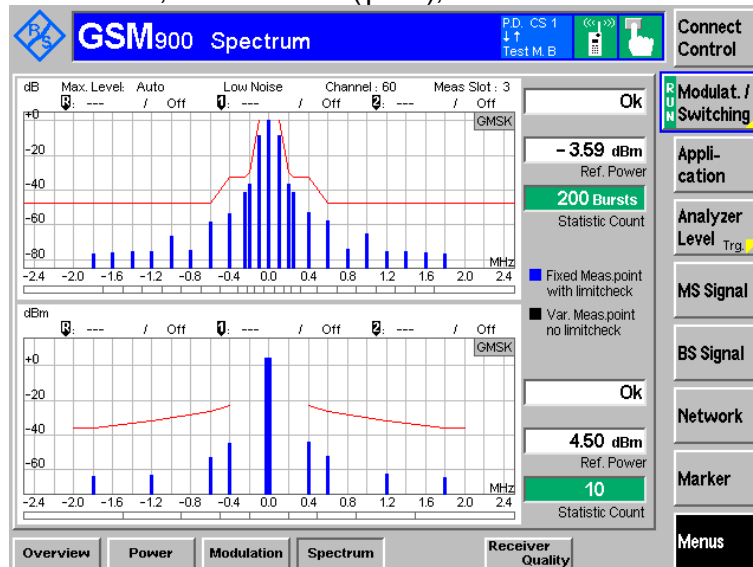 (p
GSM900 Spectrum
P.D. CS 1
Test M. B
Connect
Control
dB Max. Level: Auto Low Noise Channel : 60 Meas Slot : 3
R: --- / Off 1: --- / Off 2: --- / Off
GMSK
+0
-20
-40
-60
-80
MHz
-2.4 -2.0 -1.6 -1.2 -0.8 -0.4 0.0 0.4 0.8 1.2 1.6 2.0 2.4
Ok
- 3.59 dBm
Ref. Power
200 Bursts
Statistic Count
Fixed Meas.point
with limitcheck
Var. Meas.point
no limitcheck
dBm
R: --- / Off 1: --- / Off 2: --- / Off
GMSK
+0
-20
-40
-60
MHz
-2.4 -2.0 -1.6 -1.2 -0.8 -0.4 0.0 0.4 0.8 1.2 1.6 2.0 2.4
Ok
4.50 dBm
Ref. Power
10
Statistic Count
RUN
Modulat. /
Switching
Appli-
cation
Analyzer
Level Trg.
MS Signal
BS Signal
Network
Marker
Menus
Overview Power Modulation Spectrum Receiver
Quality
R&S